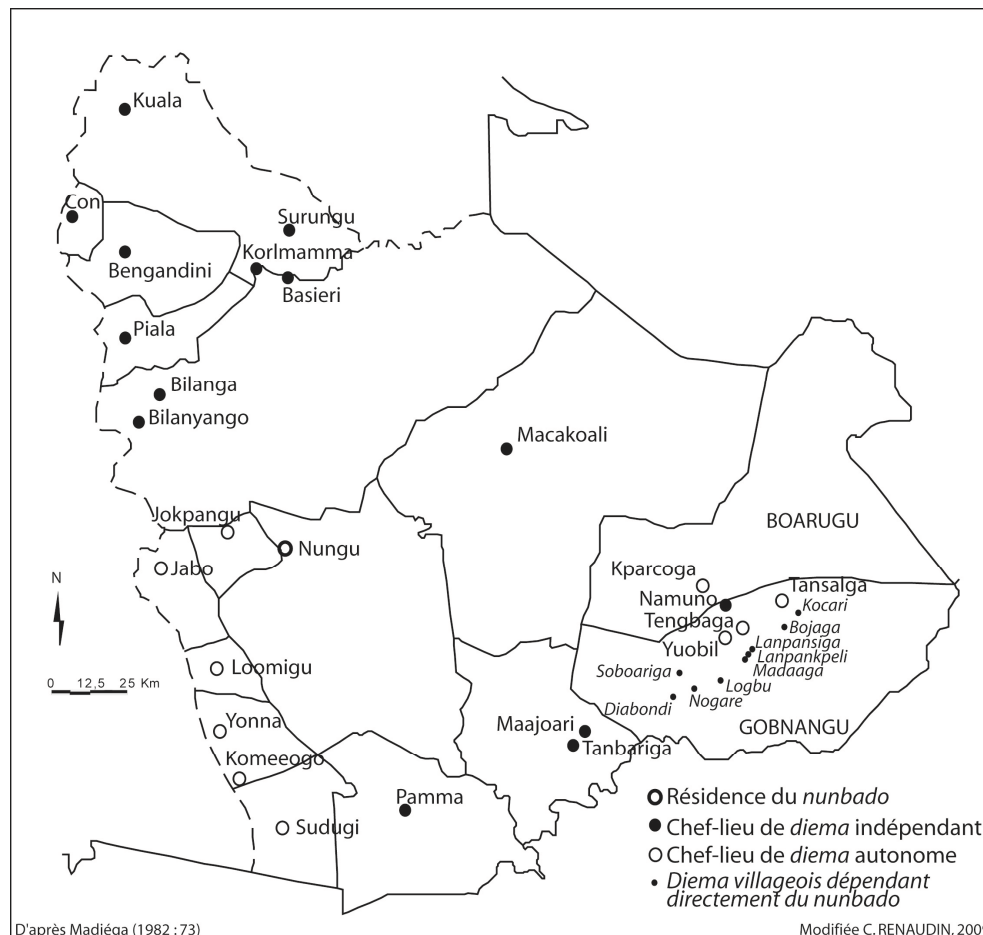 Kuala
Con
Surungu
Korlmamma
Bengandini
Basieri
Piala
Bilanga
Bilanyango
Macakoali
Jokpangu
BOARUGU
Nungu
Jabo
Kparcoga
Tansalga
Namuno
Kocari
Tengbaga
Bojaga
Yuobil
Lanpansiga
Lanpankpeli
Madaaga
Soboariga
Logbu
Nogare
Diabondi
GOBNANGU
N
0 12,5 25 Km
Loomigu
Yonna
Maajoari
Tanbariga
Komeeogo
Pamma
Sudugi
Résidence du nunbado
Chef-lieu de diema indépendant
Chef-lieu de diema autonome
Diema villageois dépendant
directement du nunbado
D'après Madiéga (1982 : 73)
Modifiée C. RENAUDIN, 2009